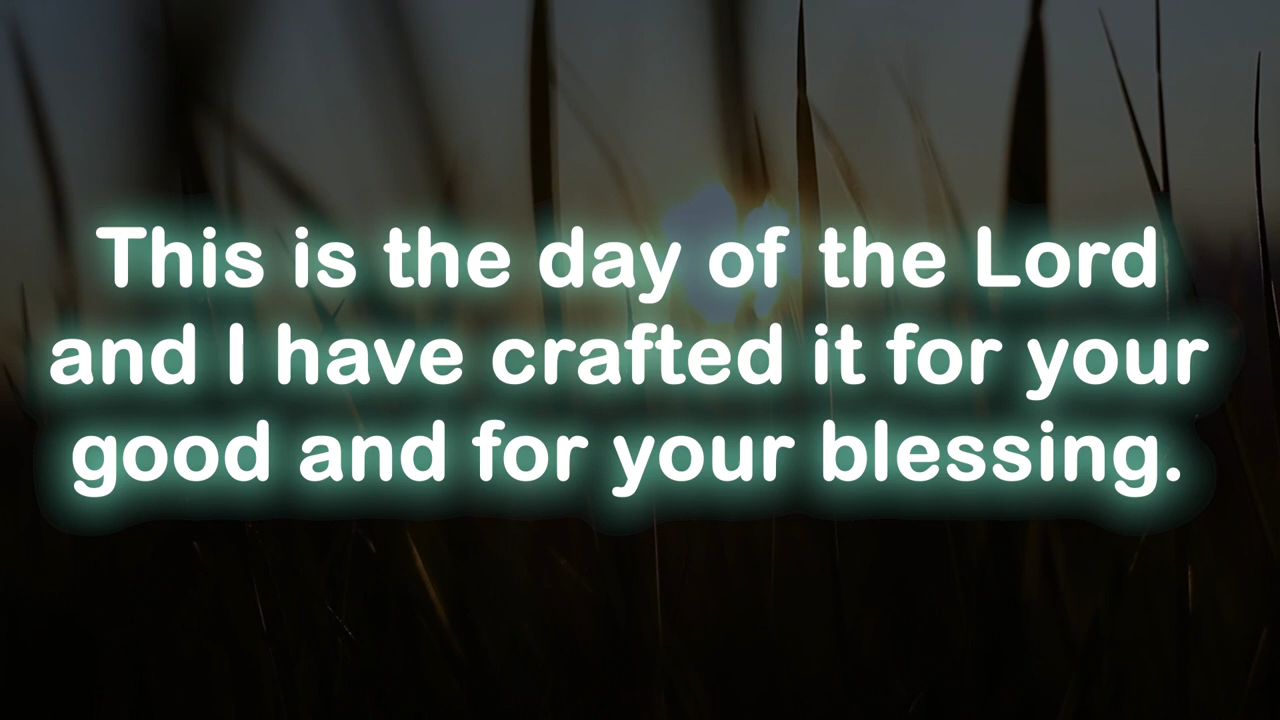 This is the day of the Lord
and I have crafted it for your
good and for your blessing.